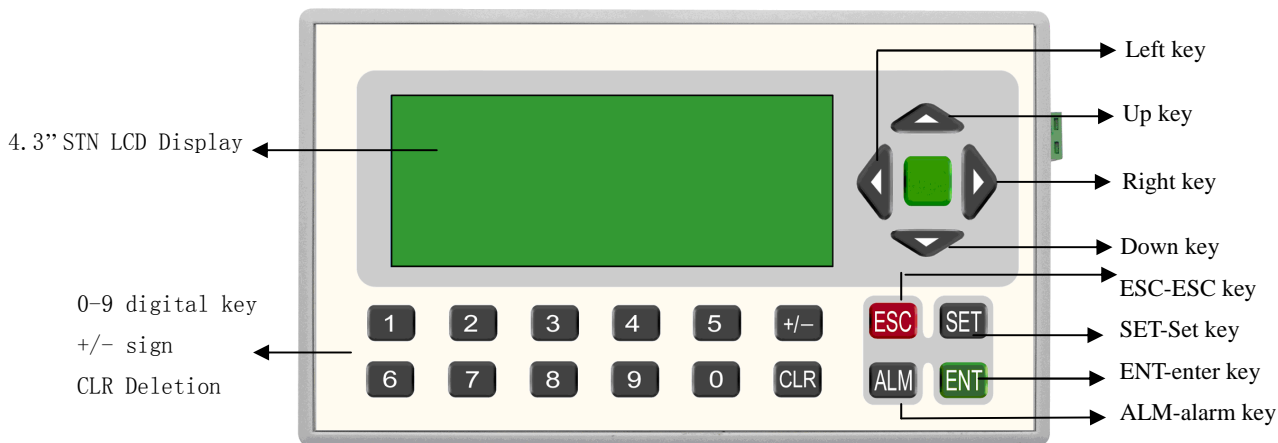 Left key
Up key
4.3” STN LCD Display
Right key
Down key
ESC-ESC key
0-9 digital key
1 2 3 4 5 +/− ESC SET
SET-Set key
+/- sign
ENT-enter key
CLR Deletion
6 7 8 9 0 CLR ALM ENT
ALM-alarm key